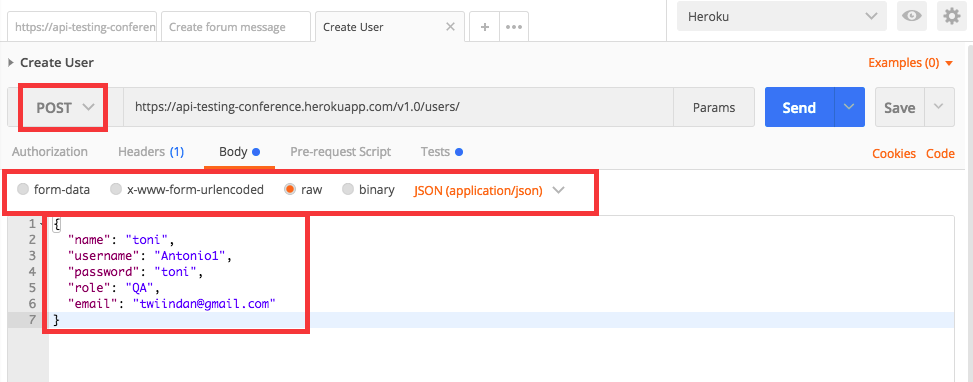 https://api-testing-conferen Create forum message Create User Heroku
Create User Examples (0)
POST https://api-testing-conference.herokuapp.com/v1.0/users/ Params Send Save
Authorization Headers (1) Body Pre-request Script Tests Cookies Code
form-data x-www-form-urlencoded raw binary JSON (application/json)
1 {
2 "name": "toni",
3 "username": "Antonio1",
4 "password": "toni",
5 "role": "QA",
6 "email": "twiindan@gmail.com"
7 }